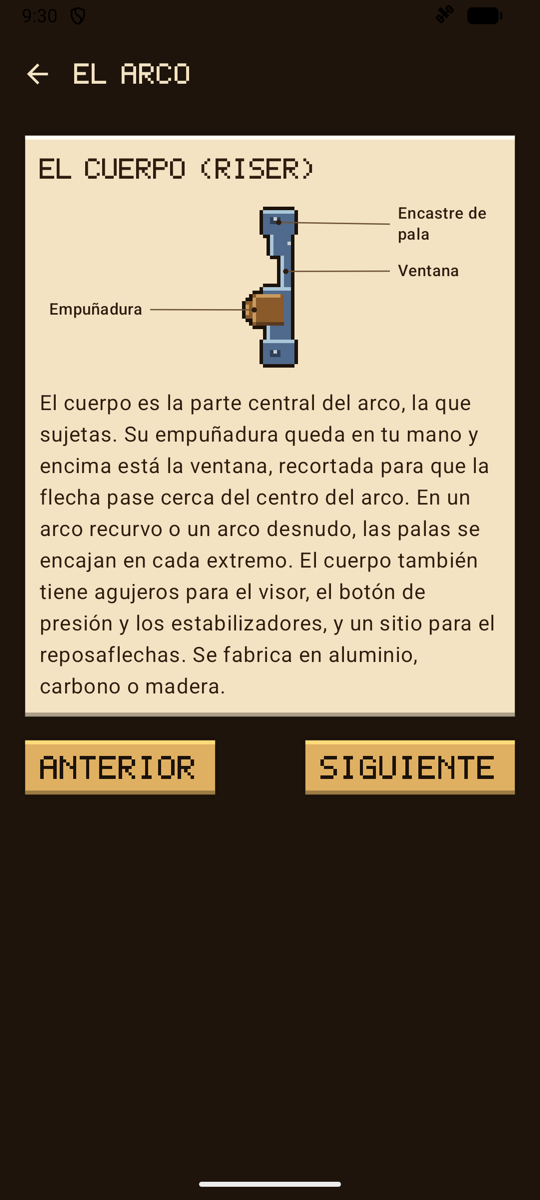 9:30
EL ARCO
EL CUERPO (RISER)
Encastre de
pala
Ventana
Empuñadura
El cuerpo es la parte central del arco, la que
sujetas. Su empuñadura queda en tu mano y
encima está la ventana, recortada para que la
flecha pase cerca del centro del arco. En un
arco recurvo o un arco desnudo, las palas se
encajan en cada extremo. El cuerpo también
tiene agujeros para el visor, el botón de
presión y los estabilizadores, y un sitio para el
reposaflechas. Se fabrica en aluminio,
carbono o madera.
ANTERIOR
SIGUIENTE